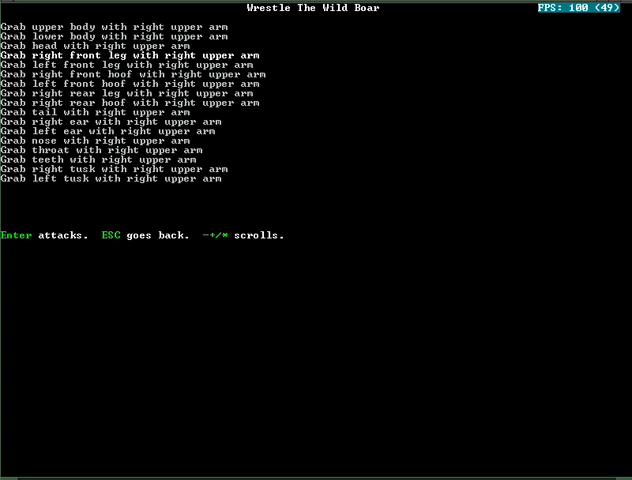 Wrestle The Wild Boar
FPS: 100 (49)
Grab upper body with right upper arm
Grab lower body with right upper arm
Grab head with right upper arm
Grab right front leg with right upper arm
Grab left front leg with right upper arm
Grab right front hoof with right upper arm
Grab left front hoof with right upper arm
Grab right rear leg with right upper arm
Grab right rear hoof with right upper arm
Grab tail with right upper arm
Grab right ear with right upper arm
Grab left ear with right upper arm
Grab nose with right upper arm
Grab throat with right upper arm
Grab teeth with right upper arm
Grab right tusk with right upper arm
Grab left tusk with right upper arm
Enter attacks.  ESC goes back.  -+/* scrolls.